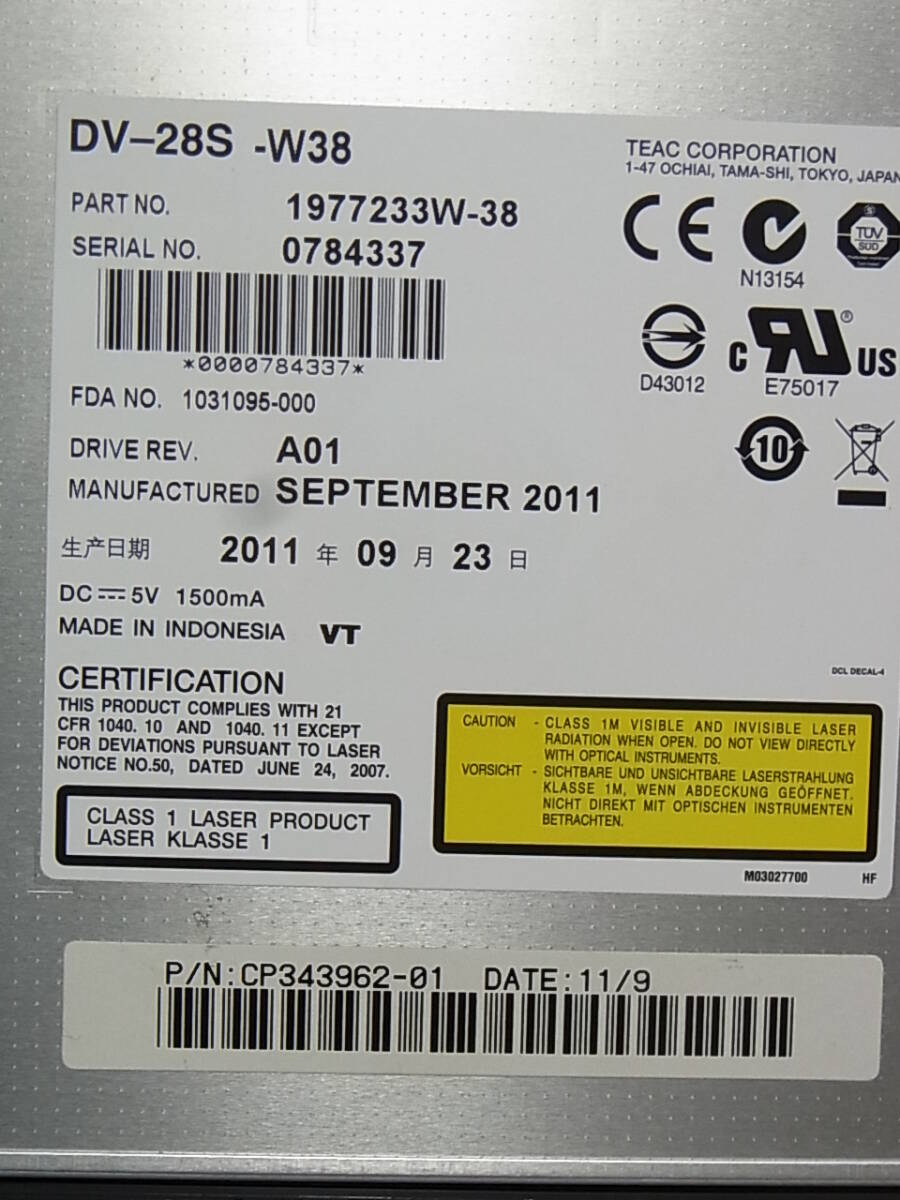 DV-28S -W38
TEAC CORPORATION
1-47 OCHIAI, TAMA-SHI, TOKYO, JAPAN
PART NO. 1977233W-38
SERIAL NO. 0784337
*0000784337*
CE
N13154
TÜV
SÜD
D43012
C RU ® US
E75017
10
FDA NO. 1031095-000
DRIVE REV. A01
MANUFACTURED SEPTEMBER 2011
生产日期 2011 年 09 月 23 日
DC 5V 1500mA
MADE IN INDONESIA VT
DCL DECAL-4
CERTIFICATION
THIS PRODUCT COMPLIES WITH 21
CFR 1040. 10 AND 1040. 11 EXCEPT
FOR DEVIATIONS PURSUANT TO LASER
NOTICE NO.50, DATED JUNE 24, 2007.
CLASS 1 LASER PRODUCT
LASER KLASSE 1
CAUTION - CLASS 1M VISIBLE AND INVISIBLE LASER
RADIATION WHEN OPEN. DO NOT VIEW DIRECTLY
WITH OPTICAL INSTRUMENTS.
VORSICHT - SICHTBARE UND UNSICHTBARE LASERSTRAHLUNG
KLASSE 1M, WENN ABDECKUNG GEÖFFNET.
NICHT DIREKT MIT OPTISCHEN INSTRUMENTEN
BETRACHTEN.
M03027700 HF
P/N:CP343962-01 DATE:11/9